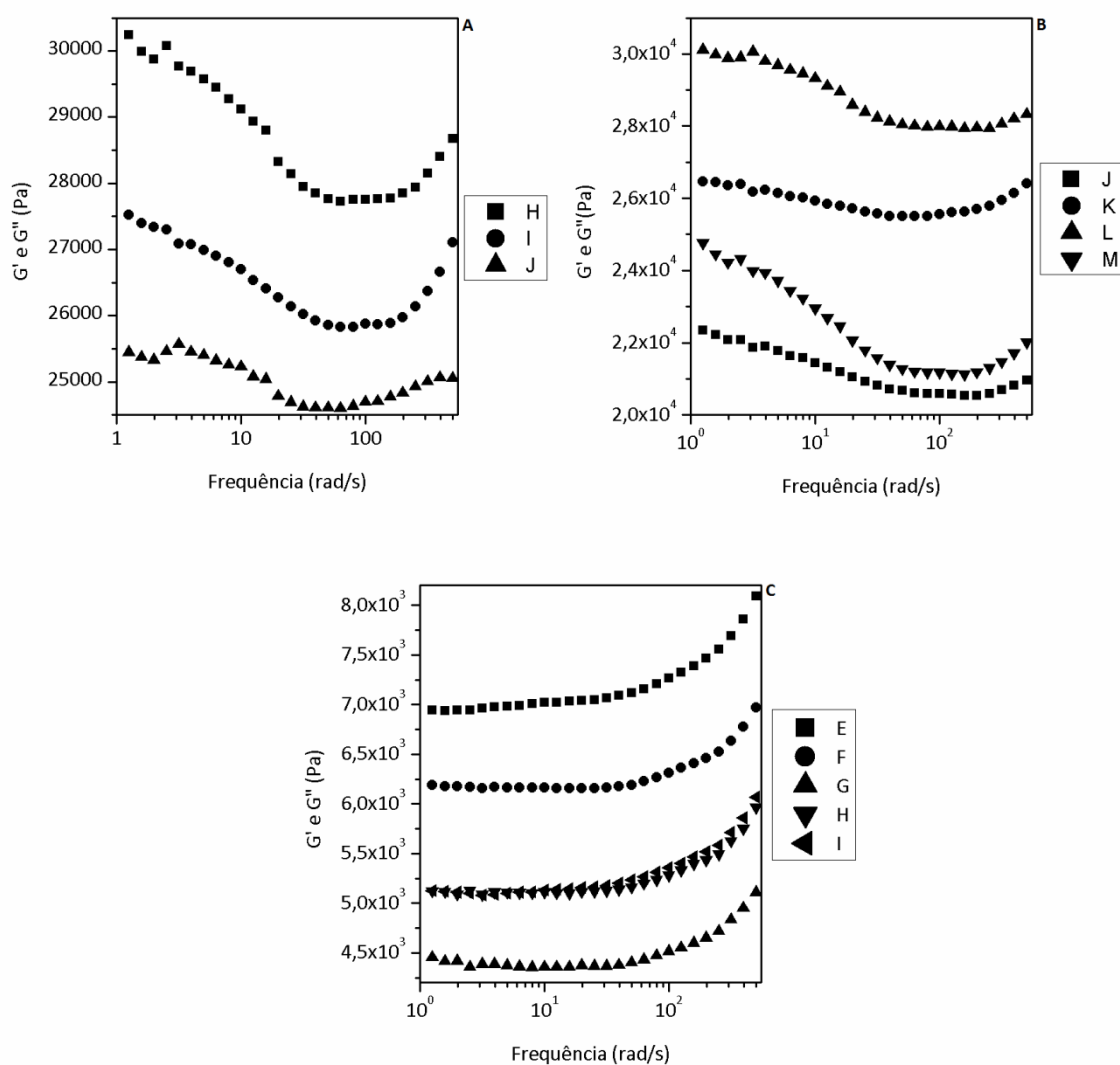 A
30000
29000
28000
27000
26000
25000
1
10
100
G' e G'' (Pa)
Frequência (rad/s)
H
I
J
B
3,0x10⁴
2,8x10⁴
2,6x10⁴
2,4x10⁴
2,2x10⁴
2,0x10⁴
10⁰
10¹
10²
G' e G''(Pa)
Frequência (rad/s)
J
K
L
M
C
8,0x10³
7,5x10³
7,0x10³
6,5x10³
6,0x10³
5,5x10³
5,0x10³
4,5x10³
10⁰
10¹
10²
G' e G'' (Pa)
Frequência (rad/s)
E
F
G
H
I